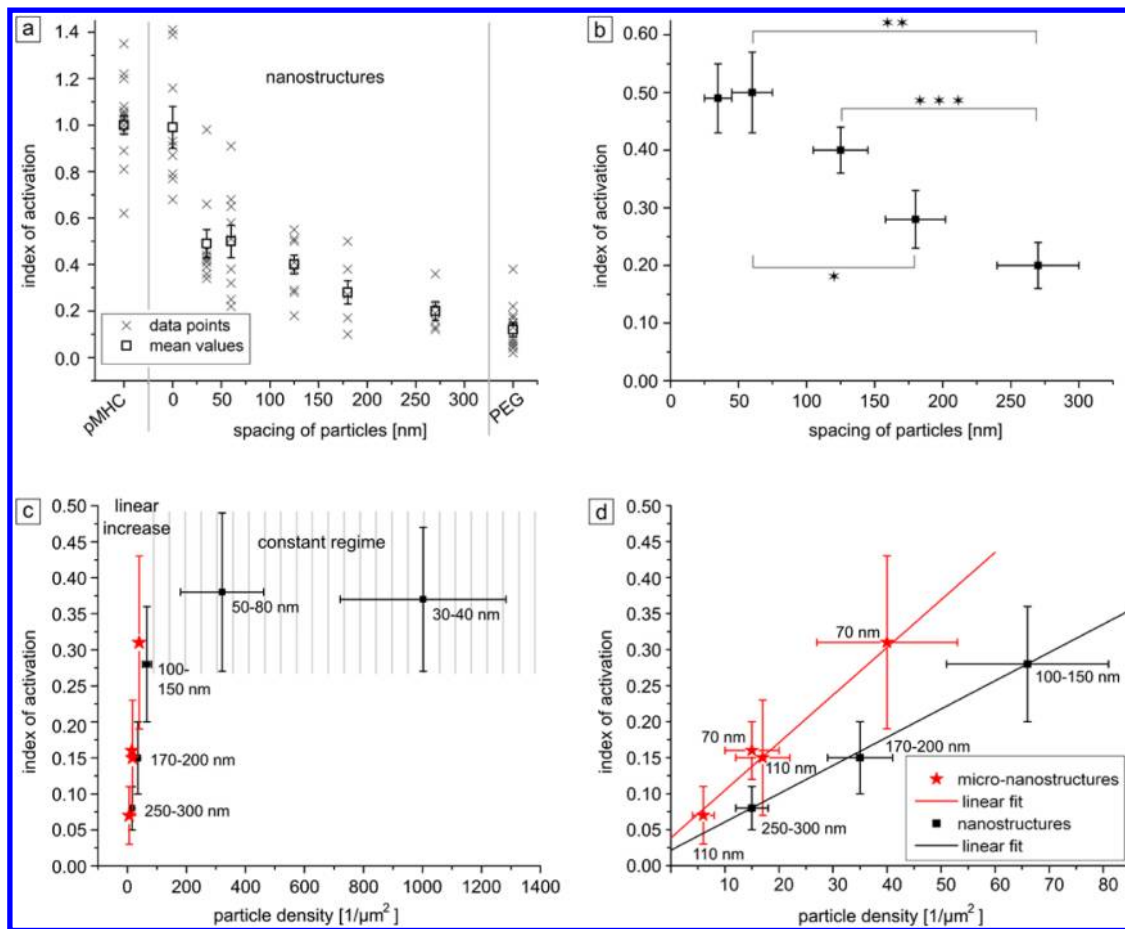 a
nanostructures
1.4
1.2
1.0
0.8
0.6
0.4
0.2
0.0
index of activation
data points
mean values
pMHC
0 50 100 150 200 250 300
PEG
spacing of particles [nm]
b
0.60
0.50
0.40
0.30
0.20
0.10
0.00
index of activation
✶✶
✶ ✶ ✶
✶
0 50 100 150 200 250 300
spacing of particles [nm]
c
linear
increase
constant regime
0.50
0.45
0.40
0.35
0.30
0.25
0.20
0.15
0.10
0.05
0.00
index of activation
50-80 nm
30-40 nm
100-
150 nm
170-200 nm
250-300 nm
0 200 400 600 800 1000 1200 1400
particle density [1/µm²]
d
0.50
0.45
0.40
0.35
0.30
0.25
0.20
0.15
0.10
0.05
0.00
index of activation
70 nm
100-150 nm
70 nm
110 nm
170-200 nm
250-300 nm
110 nm
micro-nanostructures
linear fit
nanostructures
linear fit
10 20 30 40 50 60 70 80
particle density [1/µm²]